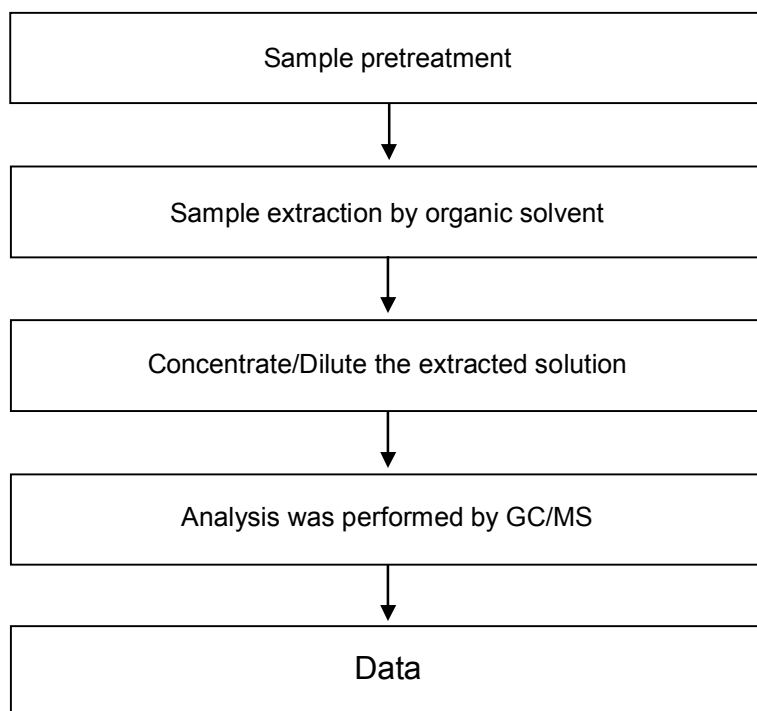 Sample pretreatment
Sample extraction by organic solvent
Concentrate/Dilute the extracted solution
Analysis was performed by GC/MS
Data